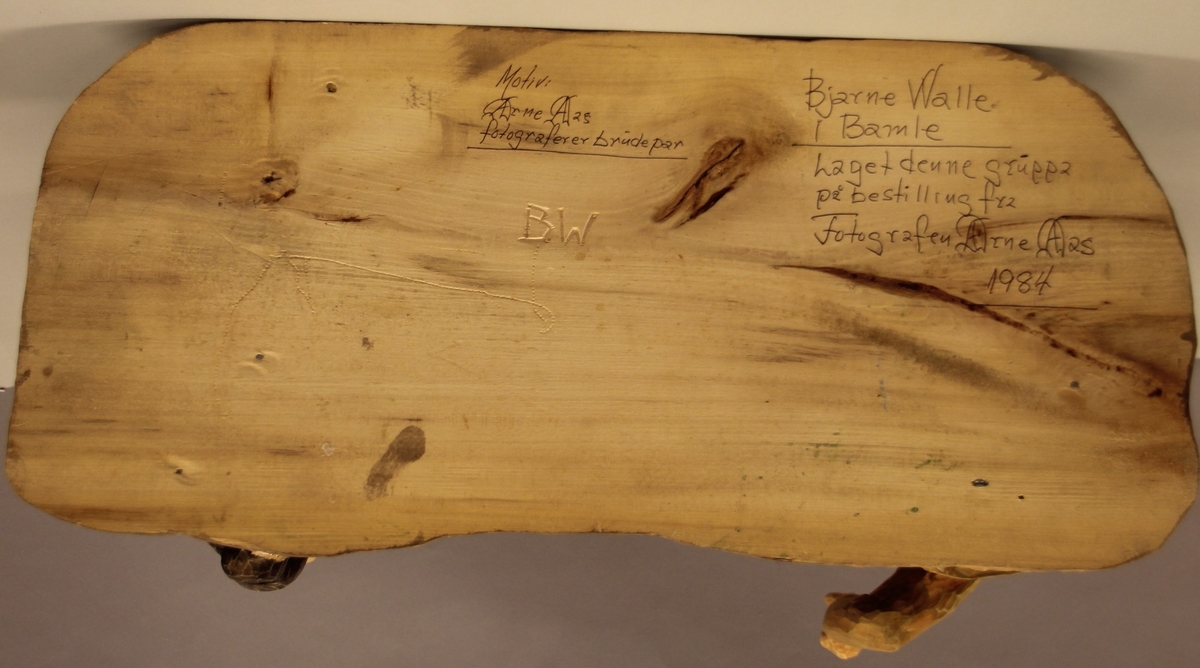 Motiv:
Arne Aas
fotograferer brudepar
BW
Bjarne Walle
i Bamle
Laget denne gruppa
på bestilling fra
Fotografen Arne Aas
1984